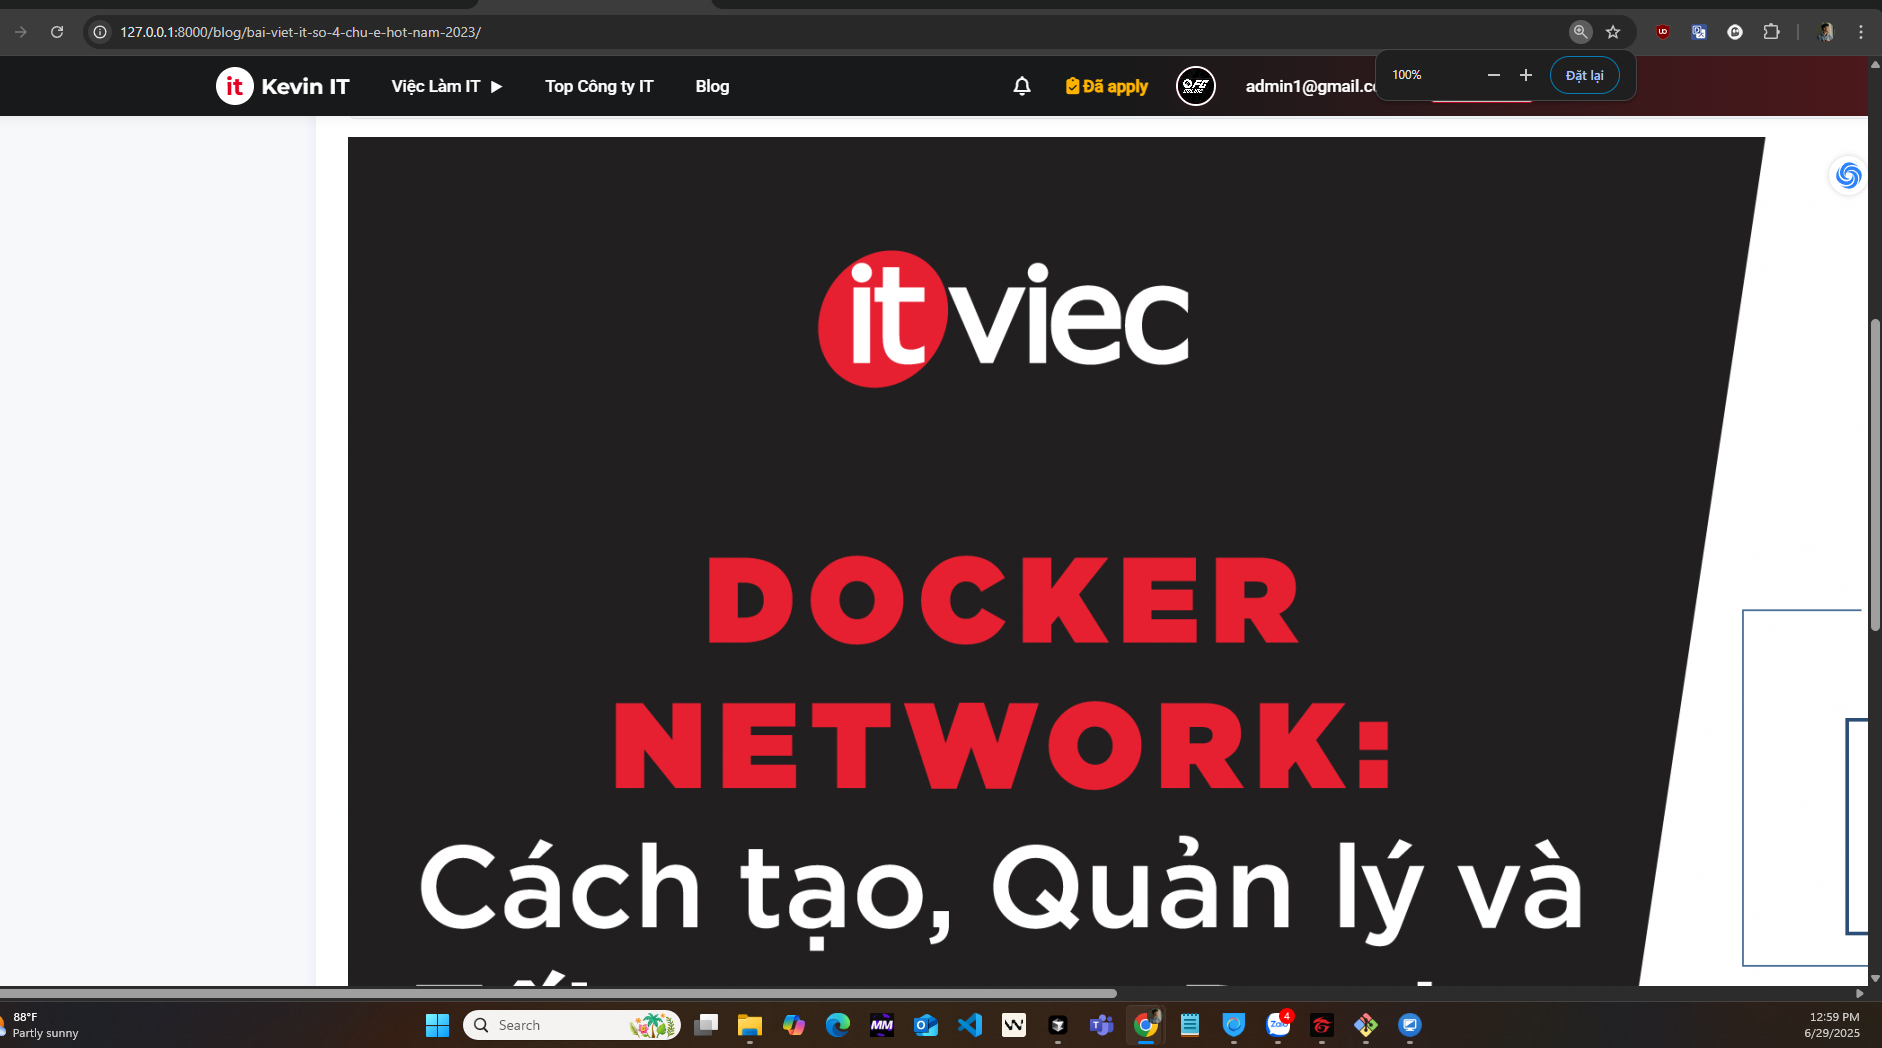 127.0.0.1:8000/blog/bai-viet-it-so-4-chu-e-hot-nam-2023/
100%
Đặt lại
it Kevin IT
Việc Làm IT
Top Công ty IT
Blog
Đã apply
admin1@gmail.c
itviec
DOCKER
NETWORK:
Cách tạo, Quản lý và
88°F
Partly sunny
Search
4
12:59 PM
6/29/2025